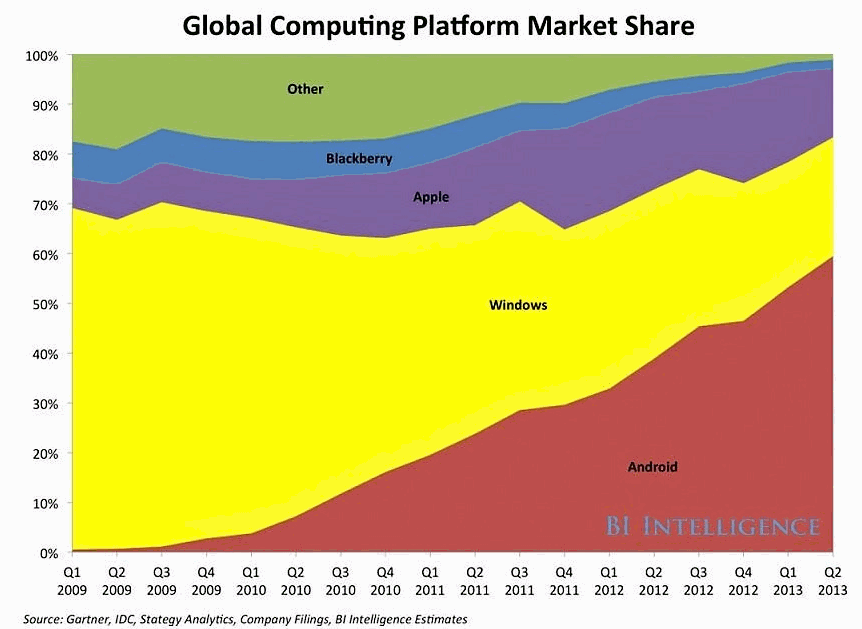 Global Computing Platform Market Share
100%
90%
80%
70%
60%
50%
40%
30%
20%
10%
0%
Other
Blackberry
Apple
Windows
Android
BI INTELLIGENCE
Q1 Q2 Q3 Q4 Q1 Q2 Q3 Q4 Q1 Q2 Q3 Q4 Q1 Q2 Q3 Q4 Q1 Q2
2009 2009 2009 2009 2010 2010 2010 2010 2011 2011 2011 2011 2012 2012 2012 2012 2013 2013
Source: Gartner, IDC, Stategy Analytics, Company Filings, BI Intelligence Estimates